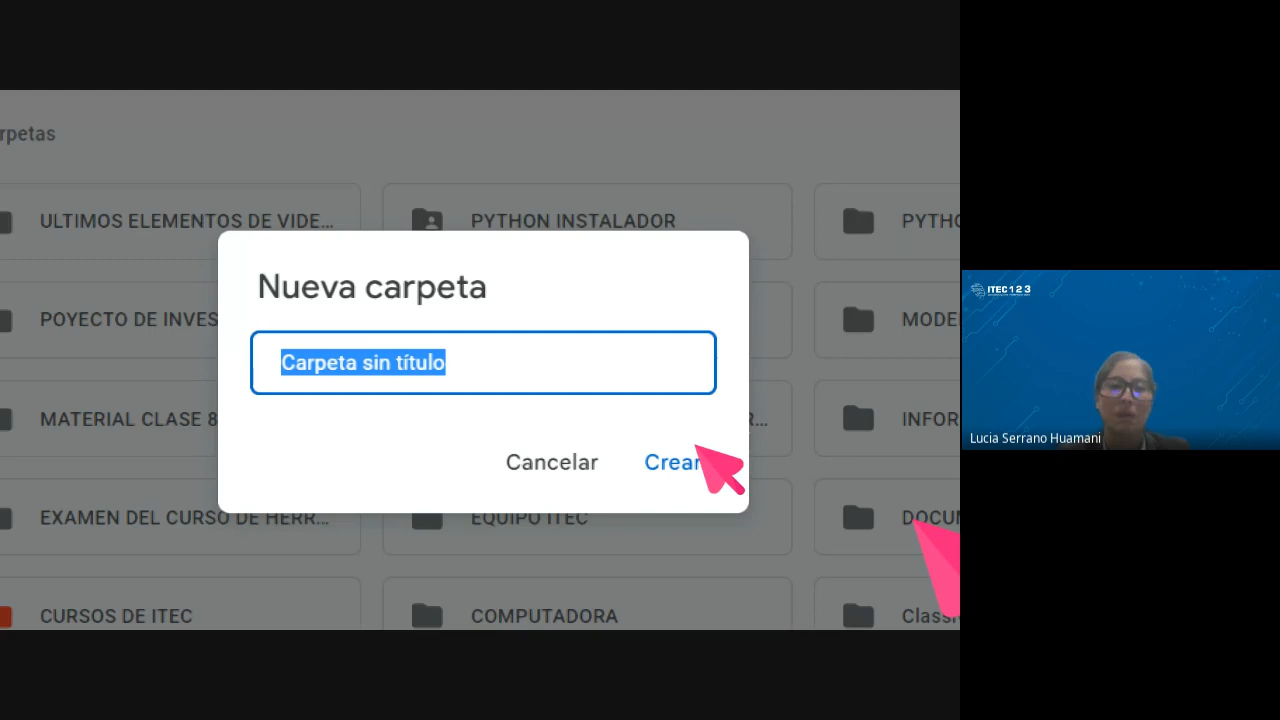 rpetas
ULTIMOS ELEMENTOS DE VIDE...
PYTHON INSTALADOR
PYTHO
Nueva carpeta
POYECTO DE INVES
MODE
Carpeta sin título
MATERIAL CLASE 8
R...
INFOR
Cancelar
Crear
EXAMEN DEL CURSO DE HERR...
EQUIPO ITEC
DOCUM
CURSOS DE ITEC
COMPUTADORA
Classr
ITEC 1 2 3
Lucia Serrano Huamani